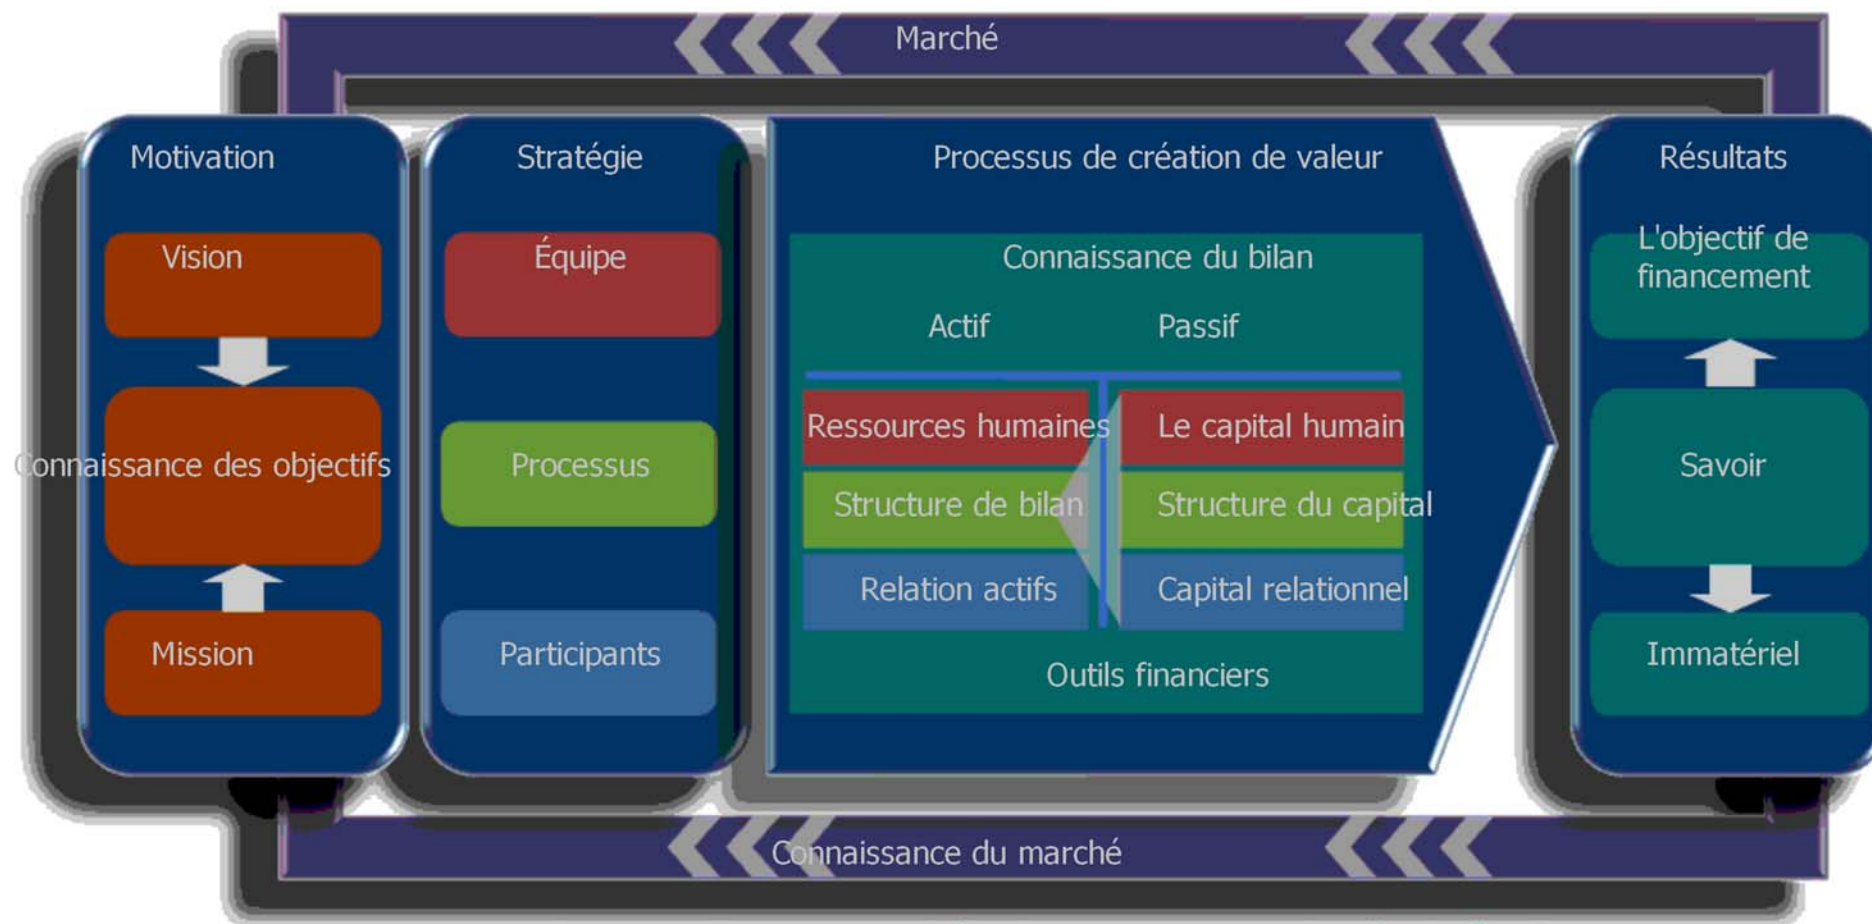 Marché
Motivation
Vision
Connaissance des objectifs
Mission
Stratégie
Équipe
Processus
Participants
Processus de création de valeur
Connaissance du bilan
Actif
Passif
Ressources humaines
Le capital humain
Structure de bilan
Structure du capital
Relation actifs
Capital relationnel
Outils financiers
Résultats
L'objectif de
financement
Savoir
Immatériel
Connaissance du marché